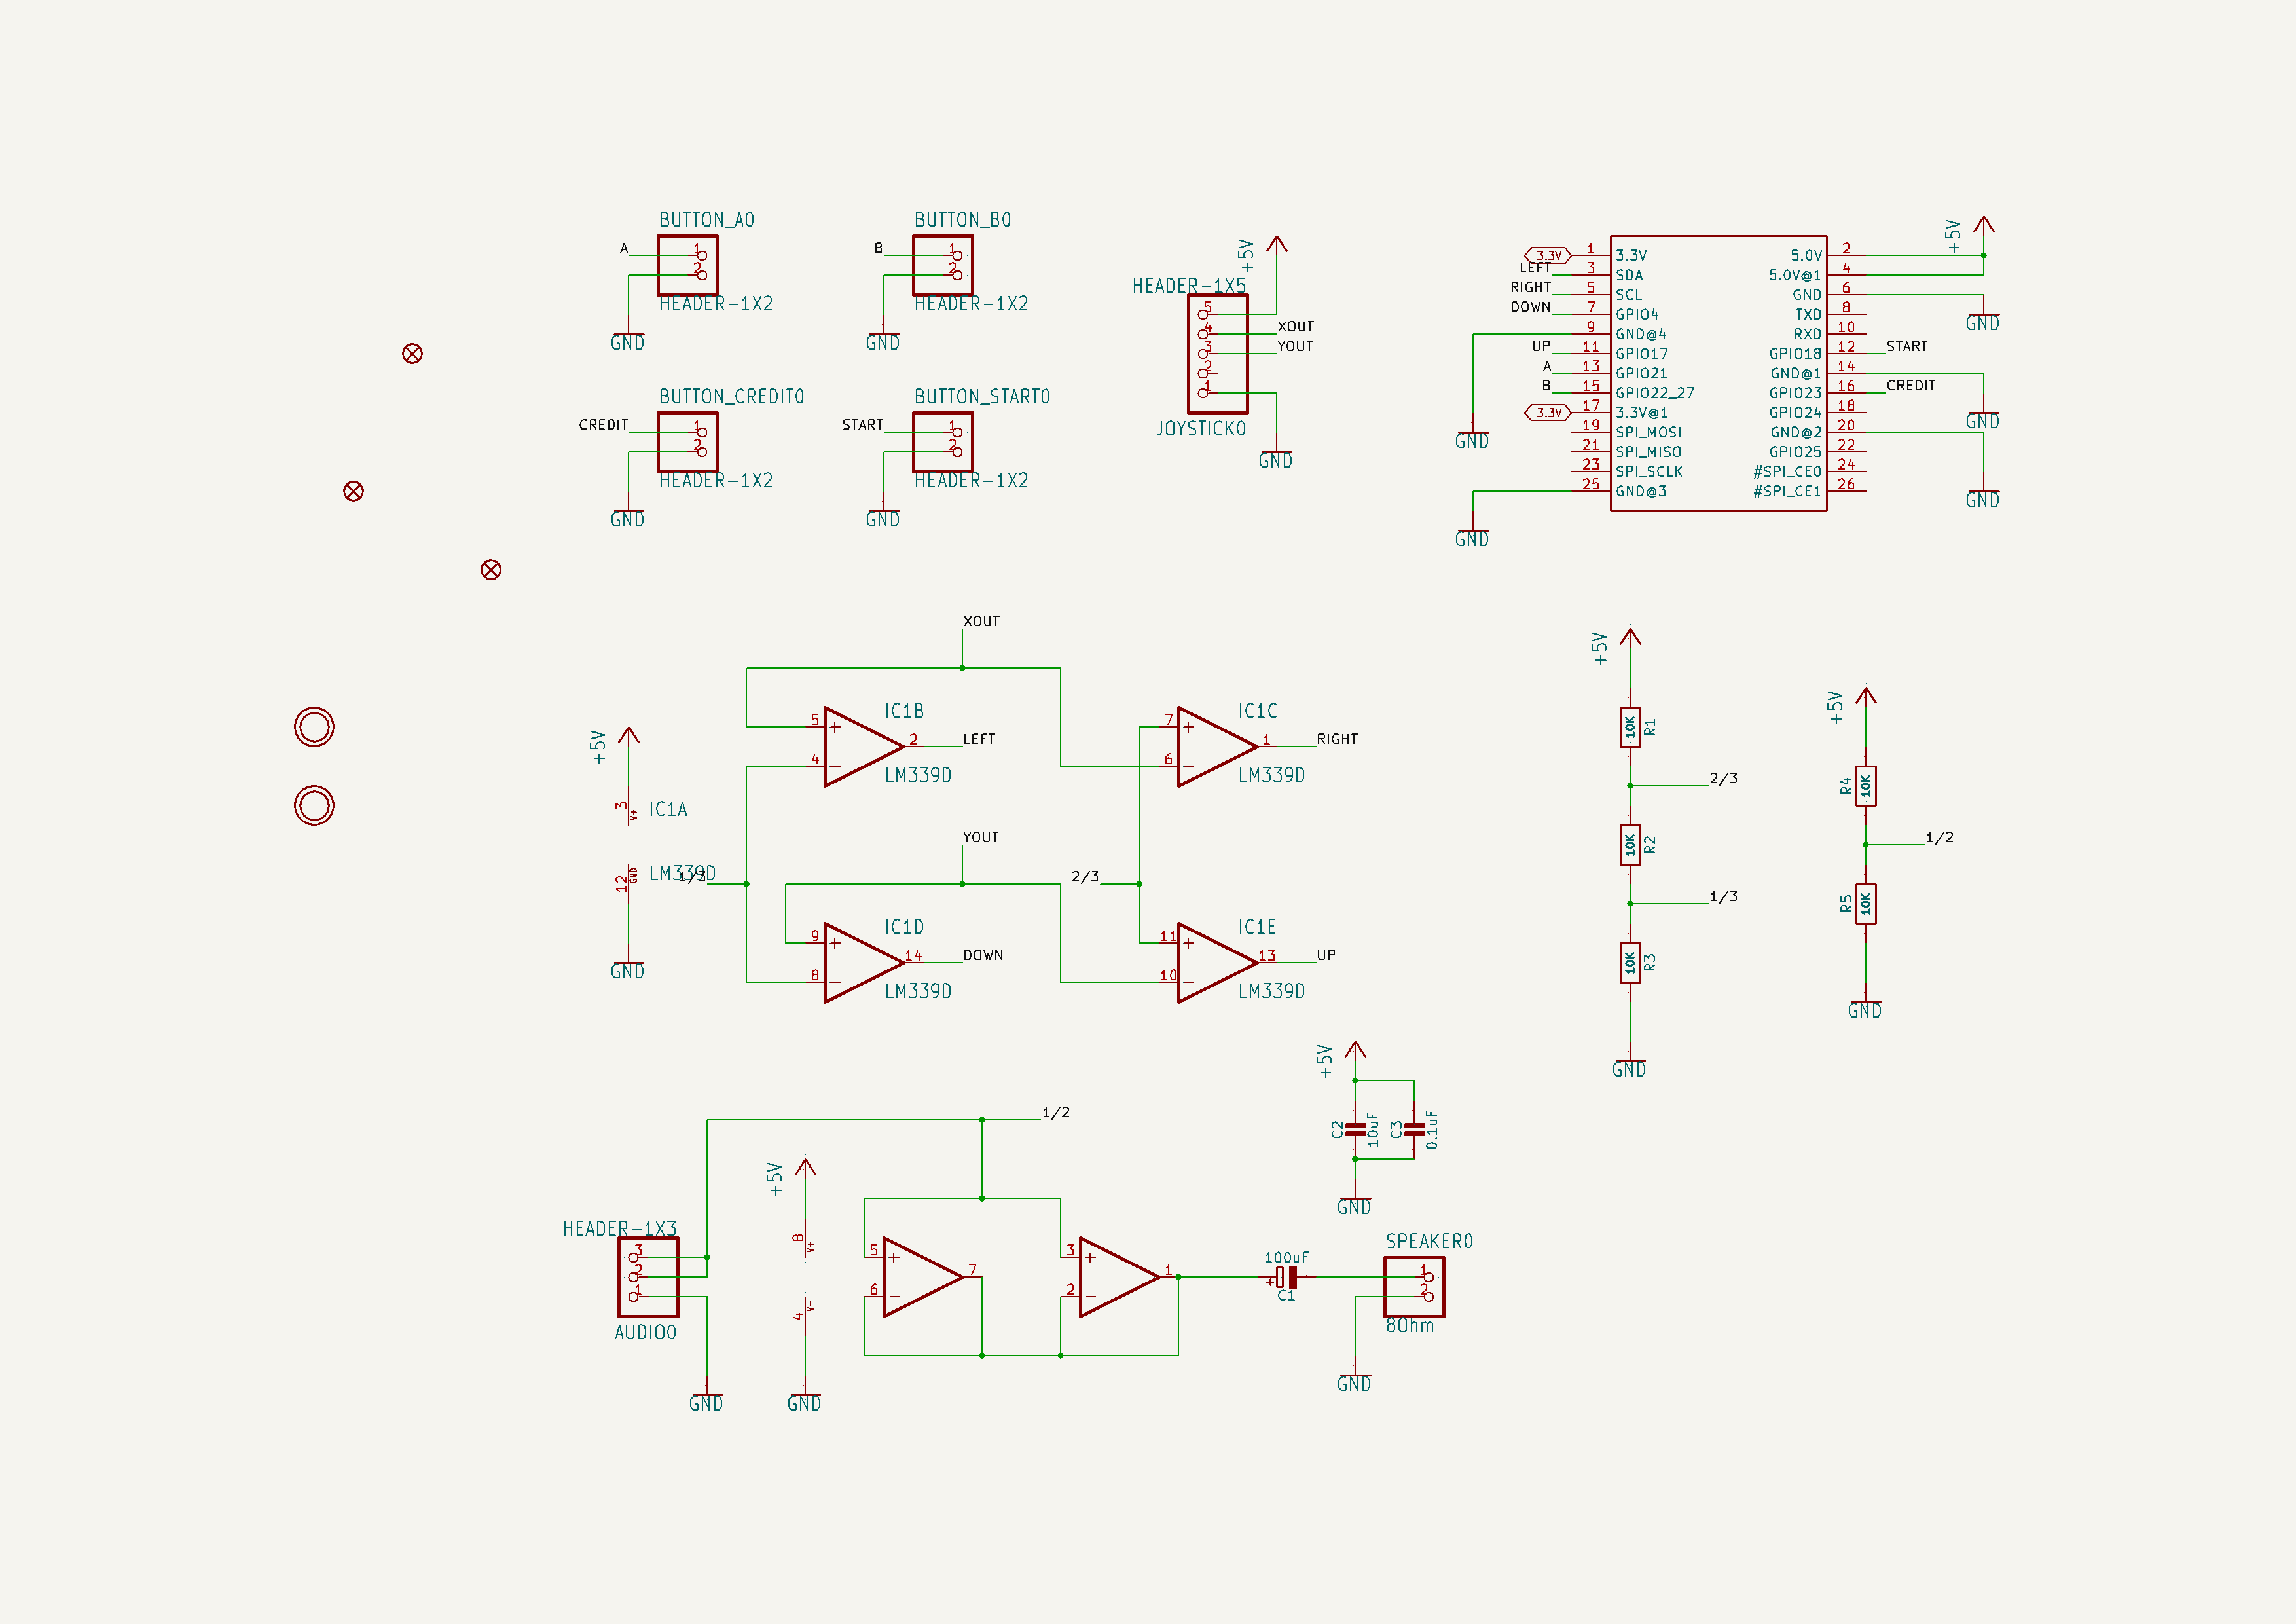 BUTTON_A0
A
1
2
HEADER-1X2
GND
BUTTON_B0
B
1
2
HEADER-1X2
GND
BUTTON_CREDIT0
CREDIT
1
2
HEADER-1X2
GND
BUTTON_START0
START
1
2
HEADER-1X2
GND
+5V
HEADER-1X5
5
4
3
2
1
XOUT
YOUT
JOYSTICK0
GND
+5V
3.3V 1 3.3V
LEFT 3 SDA
RIGHT 5 SCL
DOWN 7 GPIO4
9 GND@4
UP 11 GPIO17
A 13 GPIO21
B 15 GPIO22_27
3.3V 17 3.3V@1
19 SPI_MOSI
21 SPI_MISO
23 SPI_SCLK
25 GND@3
5.0V 2
5.0V@1 4
GND 6
TXD 8
RXD 10
GPIO18 12 START
GND@1 14
GPIO23 16 CREDIT
GPIO24 18
GND@2 20
GPIO25 22
#SPI_CE0 24
#SPI_CE1 26
GND
GND
GND
GND
GND
XOUT
IC1B
5 +
4 −
2 LEFT
LM339D
IC1C
7 +
6 −
1 RIGHT
LM339D
+5V
3 V+
IC1A
LM339D
12 GND
GND
1/3
YOUT
2/3
IC1D
9 +
8 −
14 DOWN
LM339D
IC1E
11 +
10 −
13 UP
LM339D
+5V
10K R1
2/3
10K R2
1/3
10K R3
GND
+5V
R4 10K
1/2
R5 10K
GND
+5V
C2 10uF
C3 0.1uF
GND
1/2
HEADER-1X3
3
2
1
AUDIO0
GND
+5V
8 V+
4 V-
GND
5 +
6 −
7
3 +
2 −
1
100uF
+
C1
SPEAKER0
1
2
8Ohm
GND